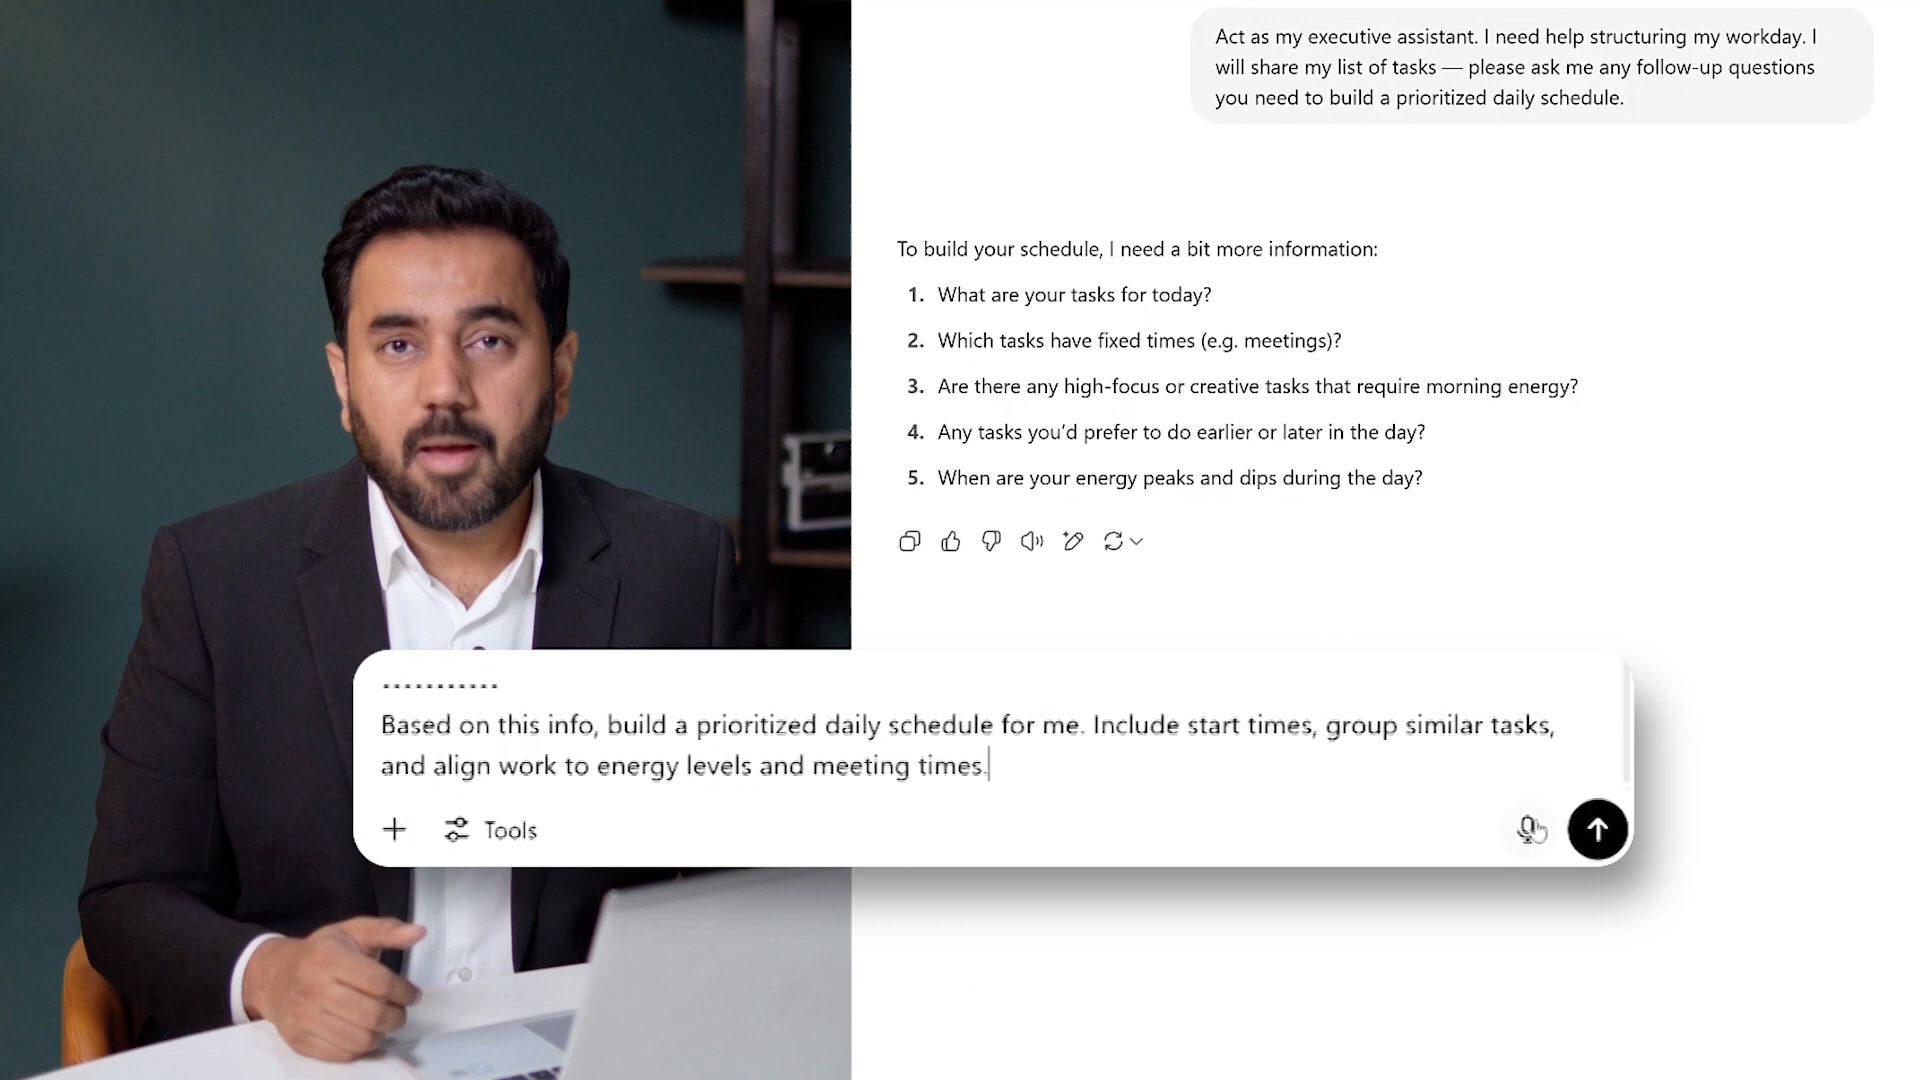 Act as my executive assistant. I need help structuring my workday. I
will share my list of tasks — please ask me any follow-up questions
you need to build a prioritized daily schedule.
To build your schedule, I need a bit more information:
1. What are your tasks for today?
2. Which tasks have fixed times (e.g. meetings)?
3. Are there any high-focus or creative tasks that require morning energy?
4. Any tasks you’d prefer to do earlier or later in the day?
5. When are your energy peaks and dips during the day?
...........
Based on this info, build a prioritized daily schedule for me. Include start times, group similar tasks,
and align work to energy levels and meeting times.
Tools